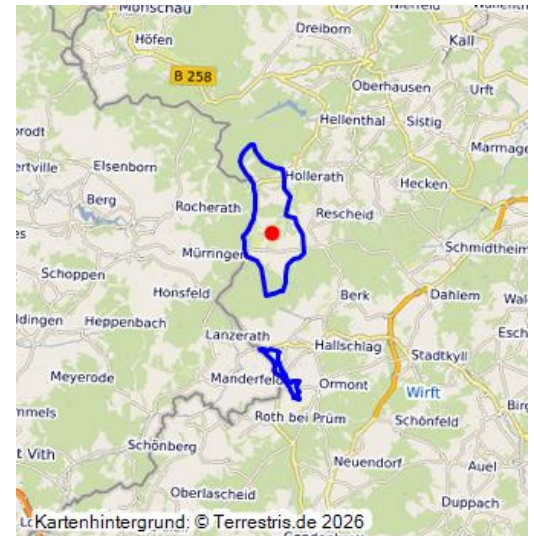 Monschau
Höfen
Dreiborn
Kall
B 258
Oberhausen
Urft
Hellenthal
Sistig
Elsenborn
Hollerath
Hecken
Berg
Rocherath
Rescheid
Mürringen
Schmidtheim
Schoppen
Honsfeld
Berk
Dahlem
Heppenbach
Lanzerath
Hallschlag
Stadtkyll
Meyerode
Manderfeld
Ormont
Wirft
Roth bei Prüm
Schönfeld
Schönberg
t Vith
Neuendorf
Auel
Oberlascheid
Duppach
Kartenhintergrund: © Terrestris.de 2026